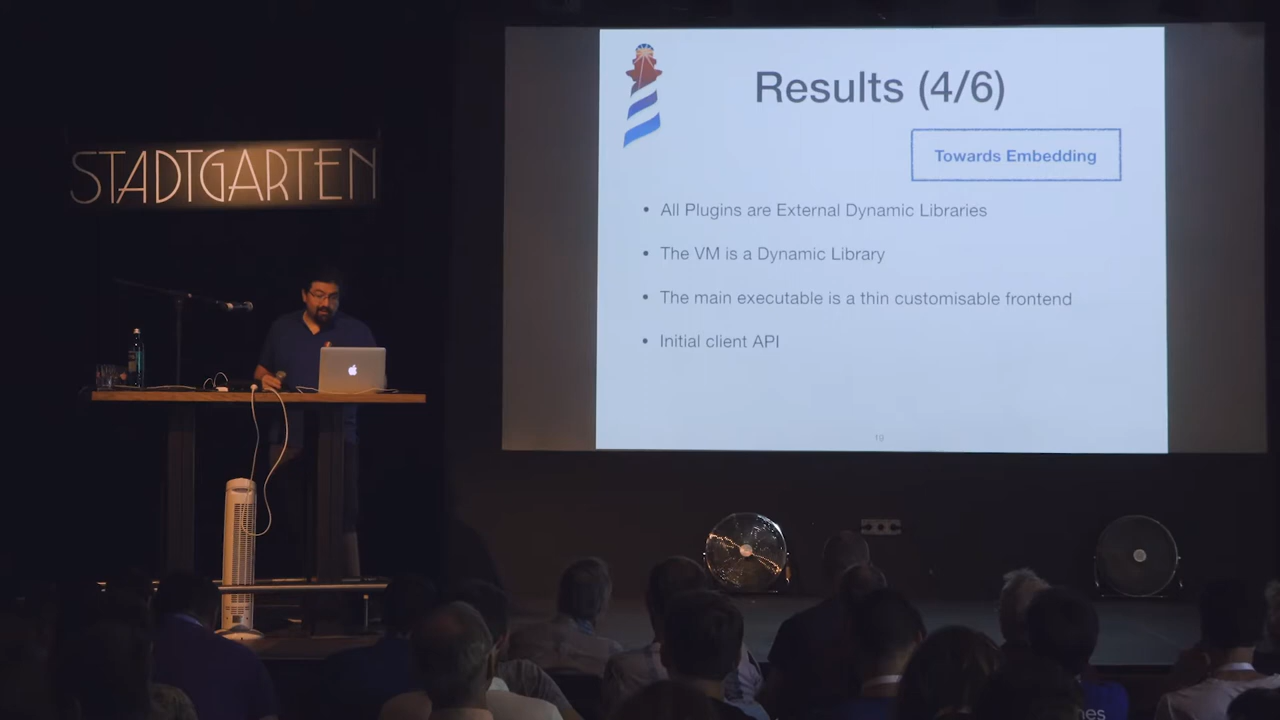 STADTGARTEN
Results (4/6)
Towards Embedding
• All Plugins are External Dynamic Libraries
• The VM is a Dynamic Library
• The main executable is a thin customisable frontend
• Initial client API
19